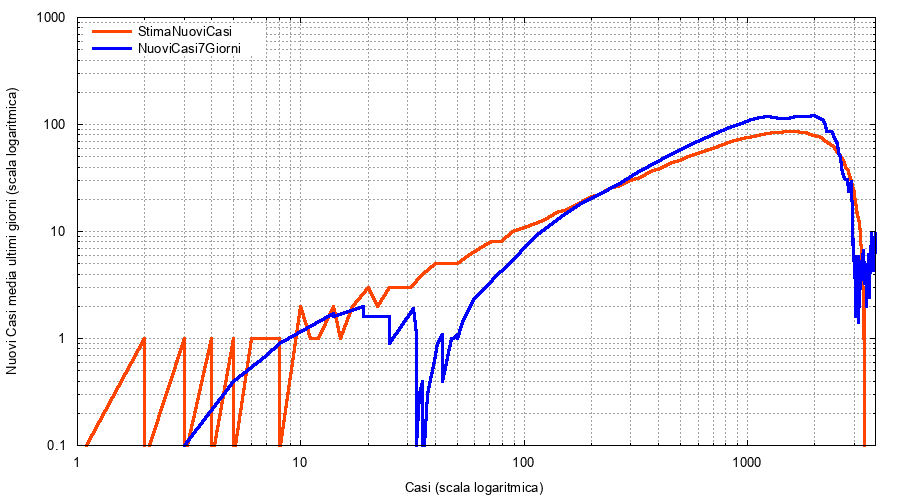 1000
StimaNuoviCasi
NuoviCasi7Giorni
100
10
1
0.1
Nuovi Casi media ultimi giorni (scala logaritmica)
1 10 100 1000
Casi (scala logaritmica)